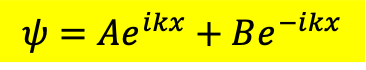 ψ = Ae^{ikx} + Be^{-ikx}